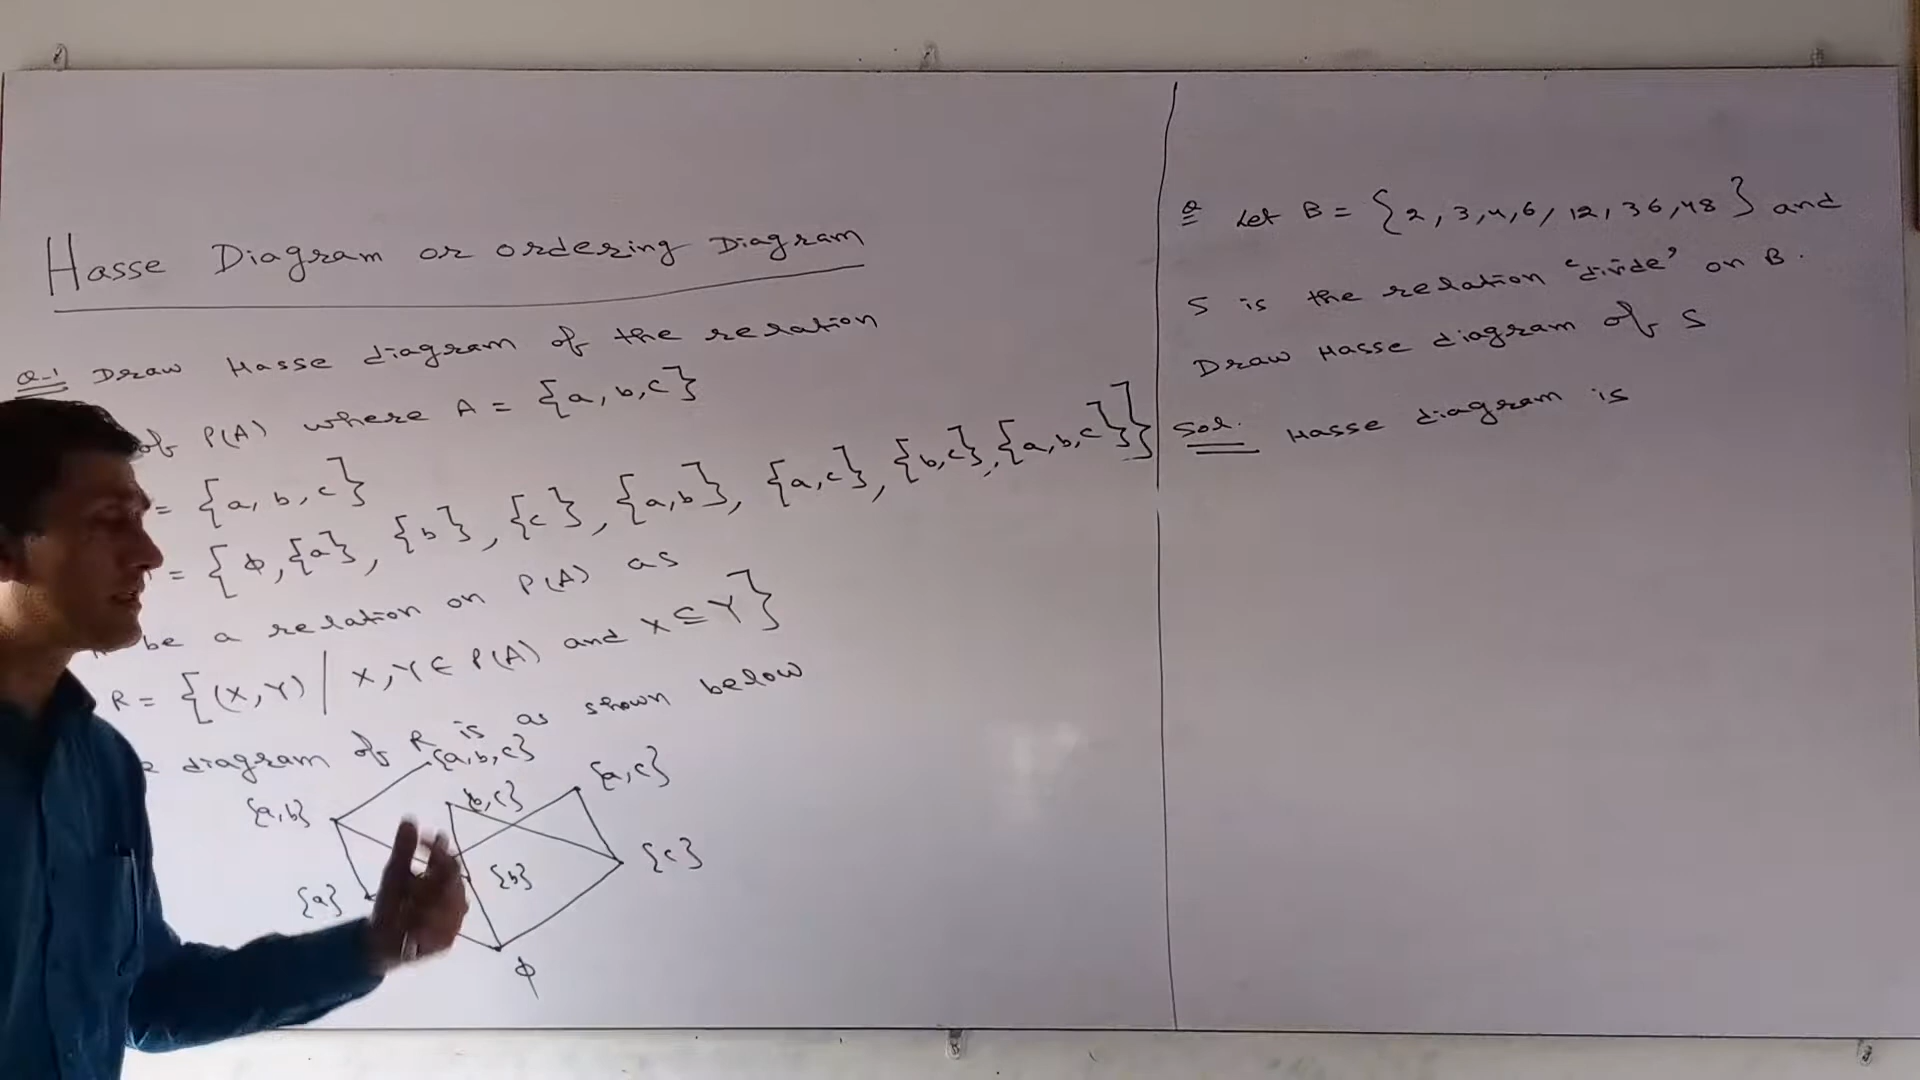 Hasse Diagram or ordering Diagram
Q-1 Draw Hasse diagram of the relation
of P(A) where A = {a, b, c}
= {a, b, c}
= {ϕ, {a}, {b}, {c}, {a,b}, {a,c}, {b,c}, {a,b,c}}
be a relation on P(A) as
R = {(X,Y) | X, Y ∈ P(A) and X ⊆ Y}
diagram of R is as shown below
{a,b,c}
{a,b} {b,c} {a,c}
{a} {b} {c}
ϕ
Q Let B = {2, 3, 4, 6, 12, 36, 48} and
S is the relation 'divide' on B.
Draw Hasse diagram of S
Sol. Hasse diagram is